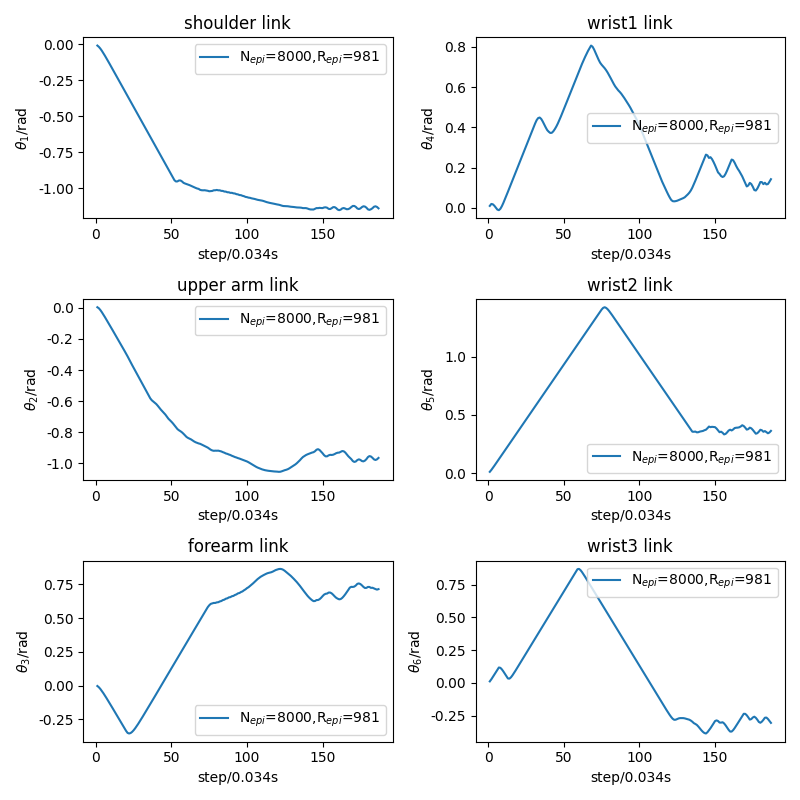 shoulder link
0.00
-0.25
-0.50
-0.75
-1.00
θ1/rad
N_epi=8000,R_epi=981
0 50 100 150
step/0.034s
wrist1 link
0.8
0.6
0.4
0.2
0.0
θ4/rad
N_epi=8000,R_epi=981
0 50 100 150
step/0.034s
upper arm link
0.0
-0.2
-0.4
-0.6
-0.8
-1.0
θ2/rad
N_epi=8000,R_epi=981
0 50 100 150
step/0.034s
wrist2 link
1.0
0.5
0.0
θ5/rad
N_epi=8000,R_epi=981
0 50 100 150
step/0.034s
forearm link
0.75
0.50
0.25
0.00
-0.25
θ3/rad
N_epi=8000,R_epi=981
0 50 100 150
step/0.034s
wrist3 link
0.75
0.50
0.25
0.00
-0.25
θ6/rad
N_epi=8000,R_epi=981
0 50 100 150
step/0.034s